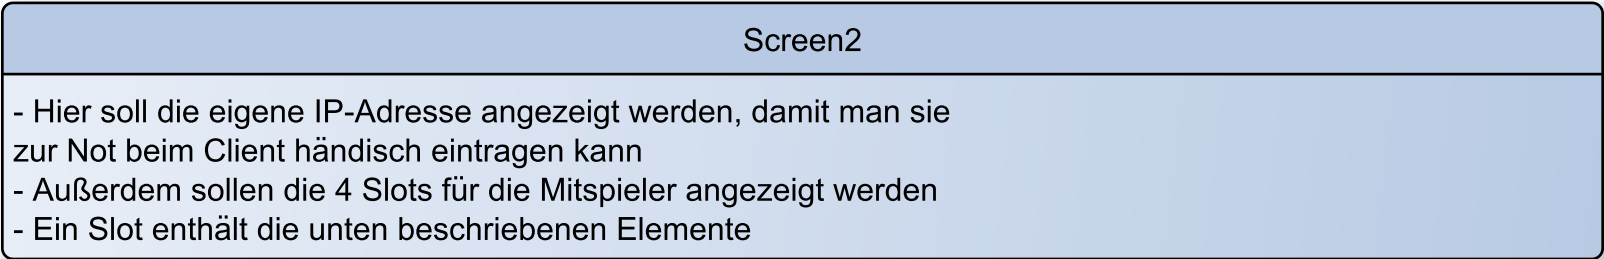 Screen2
- Hier soll die eigene IP-Adresse angezeigt werden, damit man sie
zur Not beim Client händisch eintragen kann
- Außerdem sollen die 4 Slots für die Mitspieler angezeigt werden
- Ein Slot enthält die unten beschriebenen Elemente